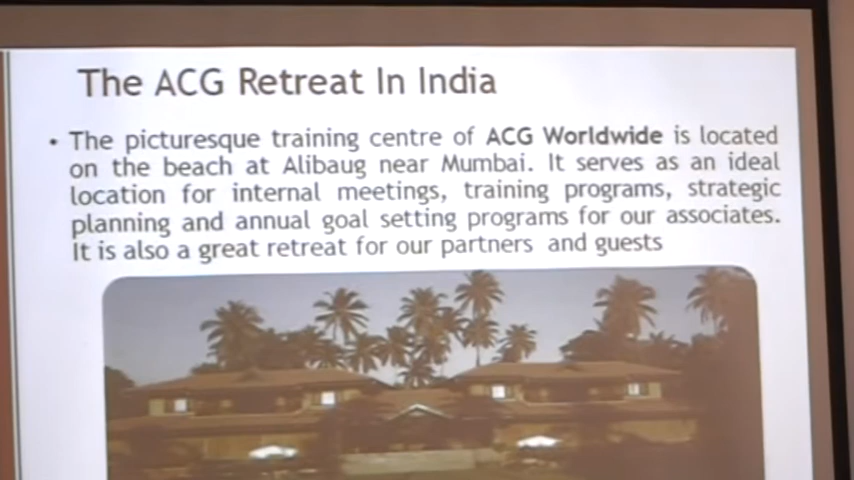 The ACG Retreat In India
• The picturesque training centre of ACG Worldwide is located
on the beach at Alibaug near Mumbai. It serves as an ideal
location for internal meetings, training programs, strategic
planning and annual goal setting programs for our associates.
It is also a great retreat for our partners and guests